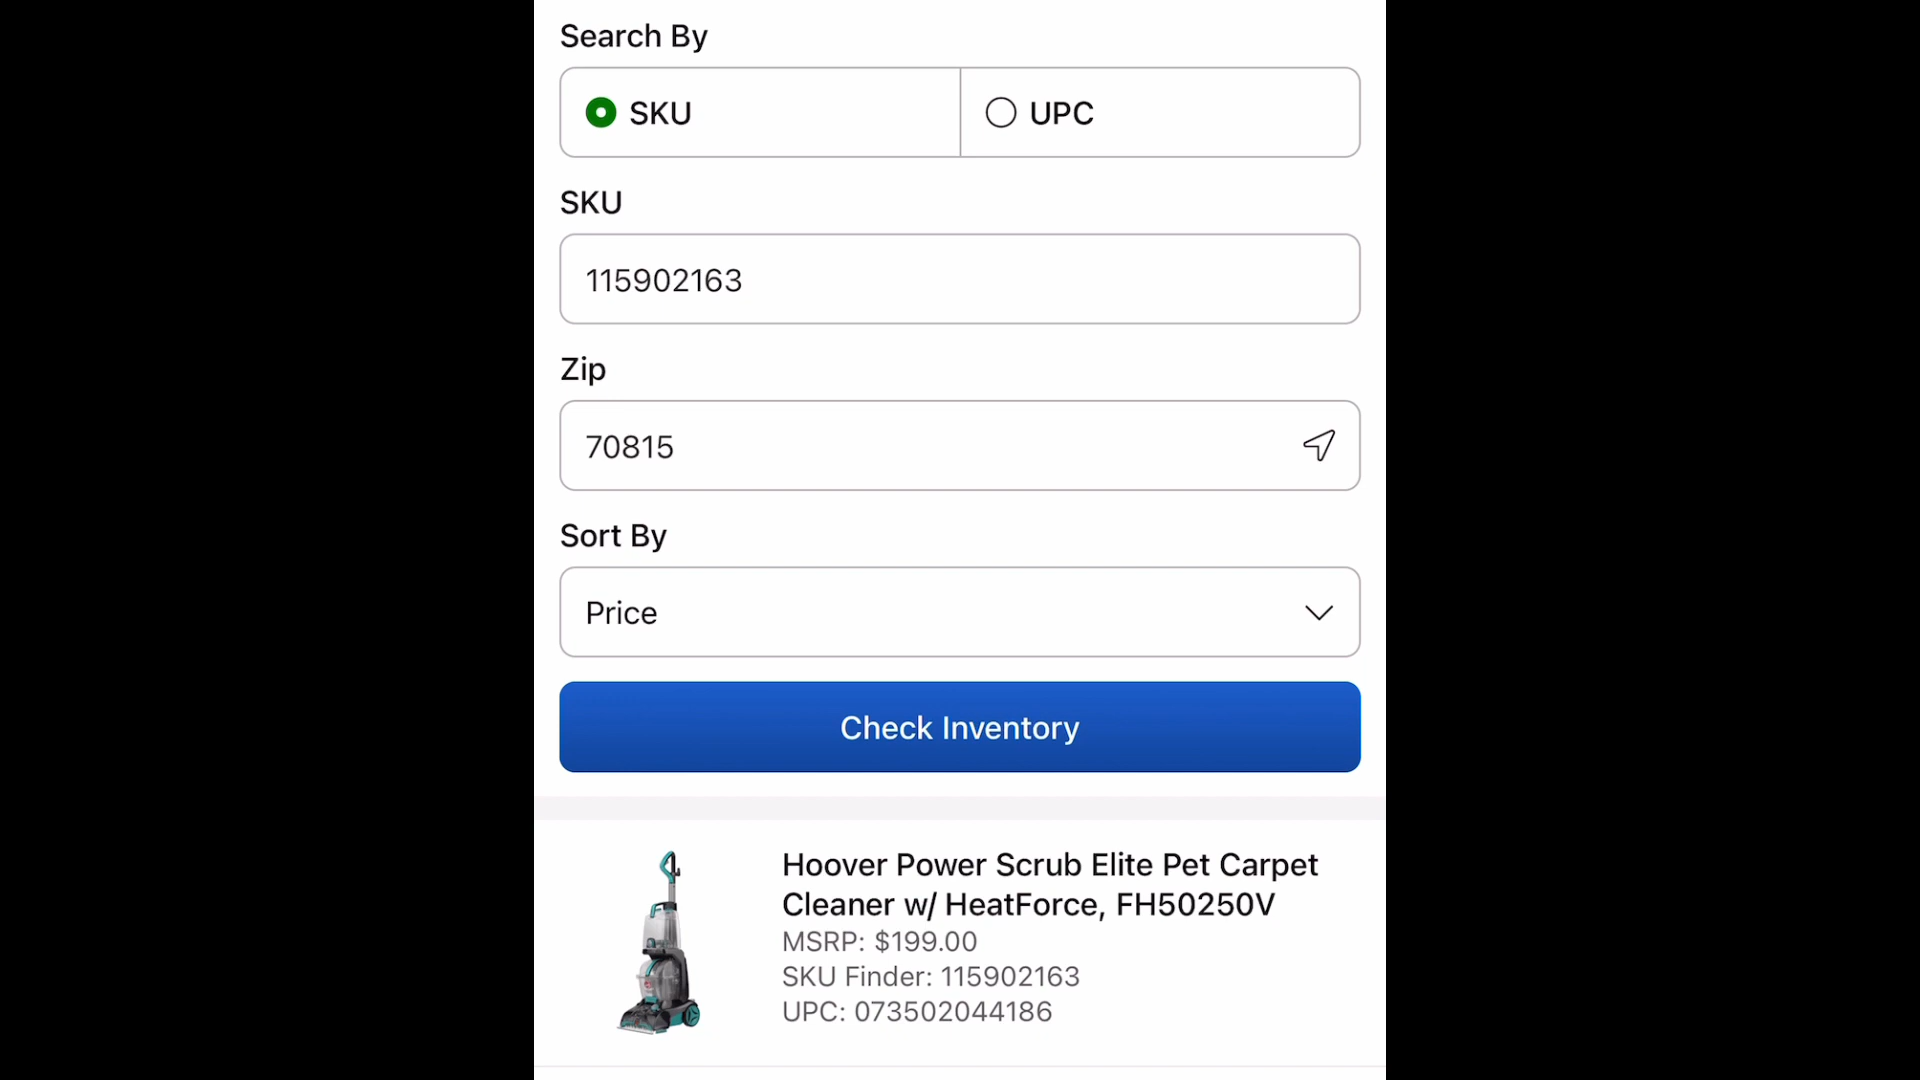 Search By
SKU
UPC
SKU
115902163
Zip
70815
Sort By
Price
Check Inventory
Hoover Power Scrub Elite Pet Carpet
Cleaner w/ HeatForce, FH50250V
MSRP: $199.00
SKU Finder: 115902163
UPC: 073502044186